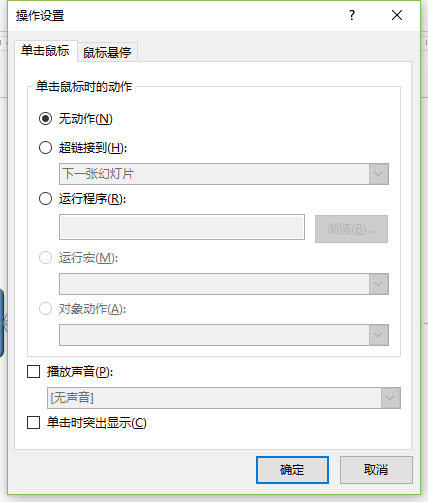 操作设置
单击鼠标
鼠标悬停
单击鼠标时的动作
无动作(N)
超链接到(H):
下一张幻灯片
运行程序(R):
浏览(B)...
运行宏(M):
对象动作(A):
播放声音(P):
[无声音]
单击时突出显示(C)
确定
取消